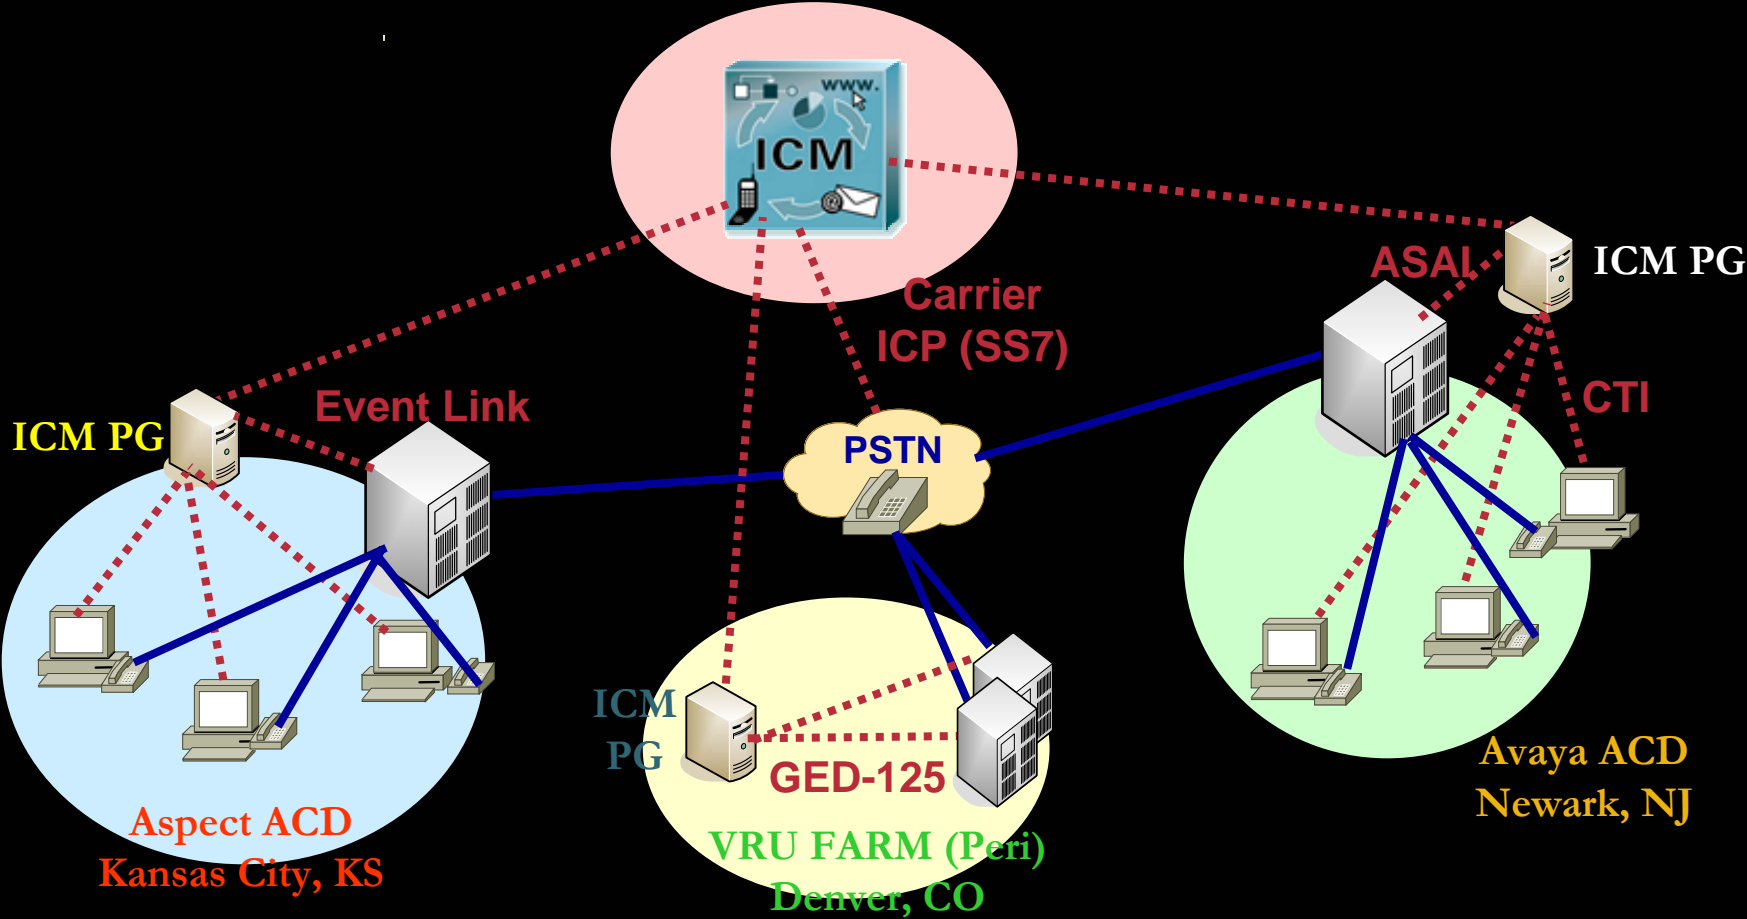 www.
ICM
@
ASAI
ICM PG
Carrier
ICP (SS7)
Event Link
CTI
ICM PG
PSTN
ICM
PG
GED-125
Avaya ACD
Newark, NJ
Aspect ACD
Kansas City, KS
VRU FARM (Peri)
Denver, CO